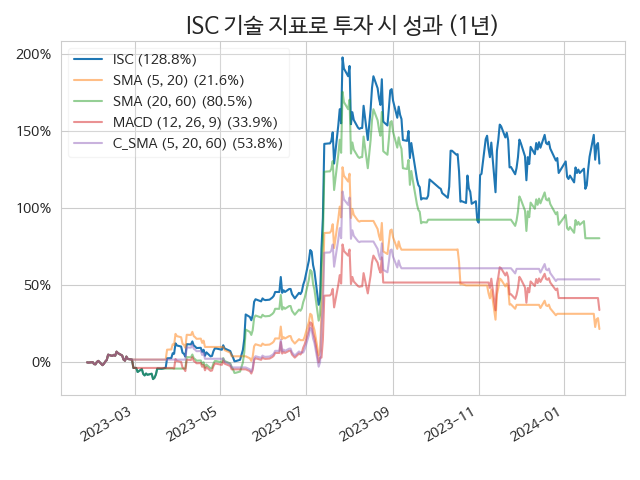 ISC 기술 지표로 투자 시 성과 (1년)
200%
150%
100%
50%
0%
ISC (128.8%)
SMA (5, 20) (21.6%)
SMA (20, 60) (80.5%)
MACD (12, 26, 9) (33.9%)
C_SMA (5, 20, 60) (53.8%)
2023-03
2023-05
2023-07
2023-09
2023-11
2024-01